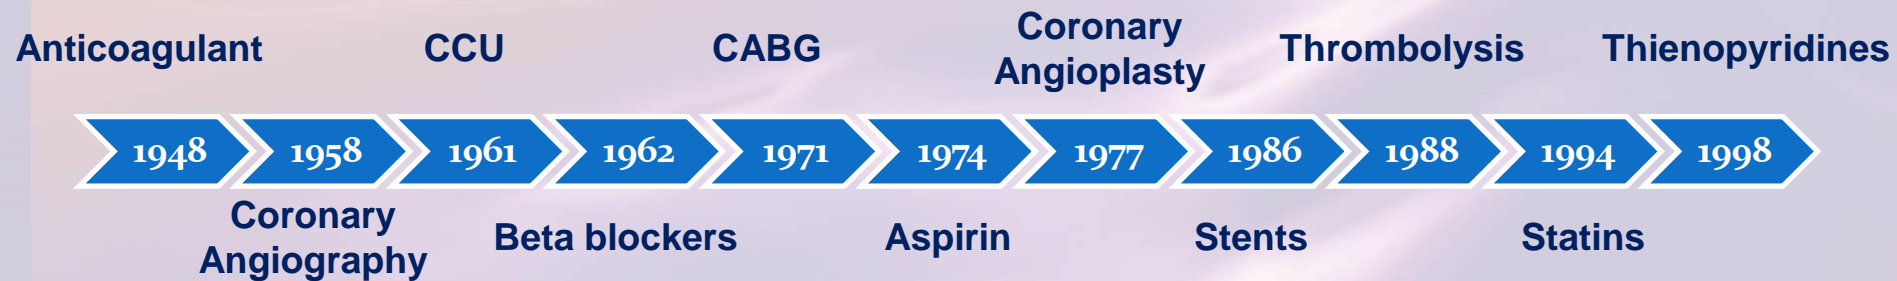 Anticoagulant CCU CABG Coronary Angioplasty Thrombolysis Thienopyridines
1948 1958 1961 1962 1971 1974 1977 1986 1988 1994 1998
Coronary Angiography Beta blockers Aspirin Stents Statins